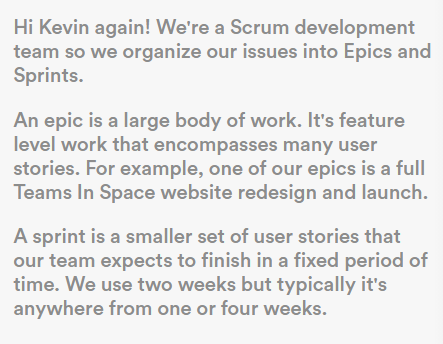 Hi Kevin again! We're a Scrum development
team so we organize our issues into Epics and
Sprints.
An epic is a large body of work. It's feature
level work that encompasses many user
stories. For example, one of our epics is a full
Teams In Space website redesign and launch.
A sprint is a smaller set of user stories that
our team expects to finish in a fixed period of
time. We use two weeks but typically it's
anywhere from one or four weeks.